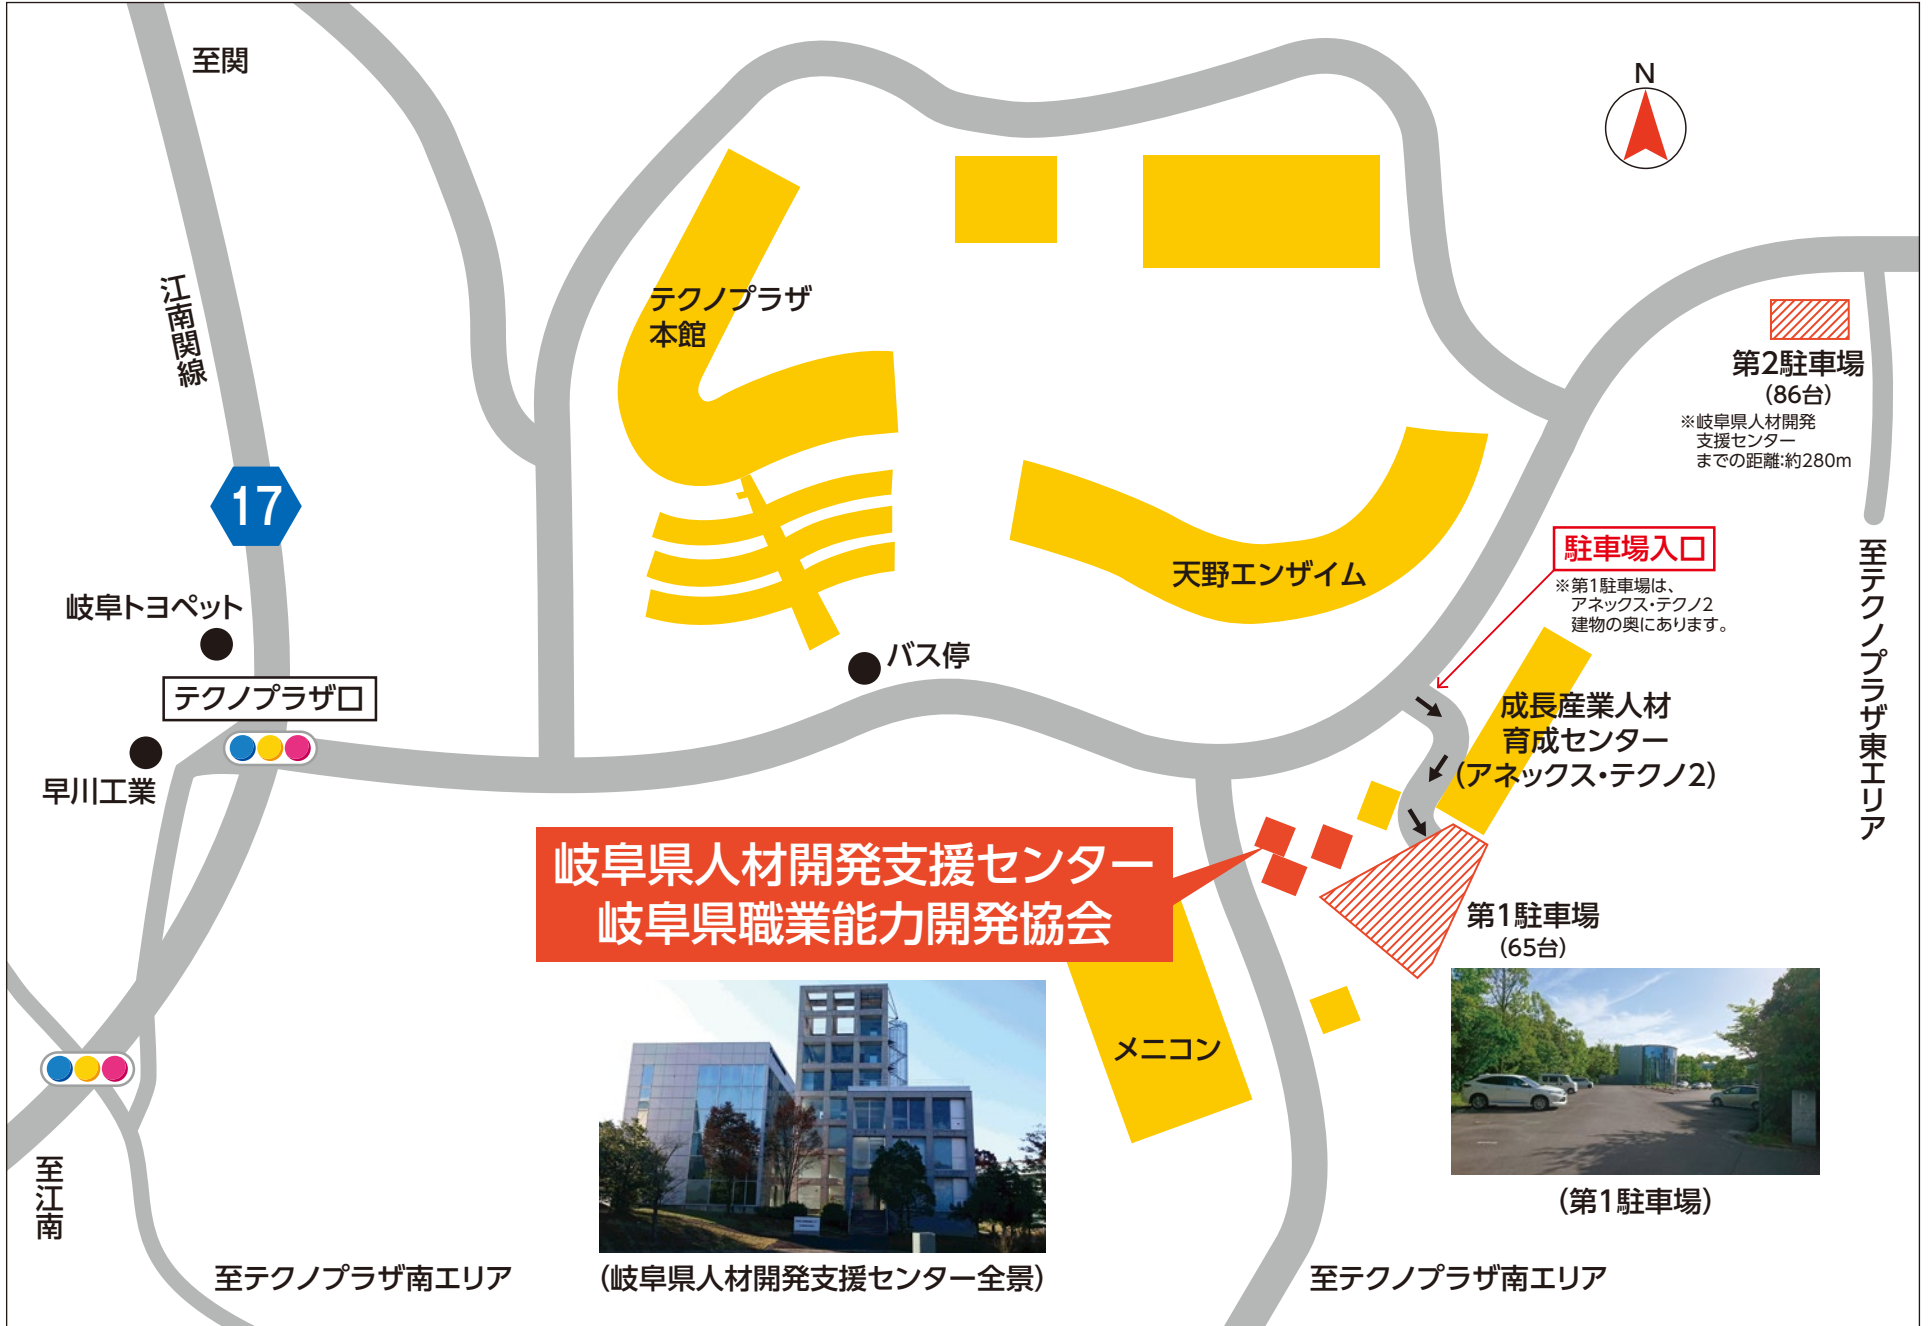 至関
N
江南関線
17
テクノプラザ
本館
第2駐車場
(86台)
※岐阜県人材開発
支援センター
までの距離:約280m
駐車場入口
※第1駐車場は、
アネックス・テクノ2
建物の奥にあります。
至テクノプラザ東エリア
天野エンザイム
岐阜トヨペット
バス停
テクノプラザ口
早川工業
成長産業人材
育成センター
(アネックス・テクノ2)
岐阜県人材開発支援センター
岐阜県職業能力開発協会
第1駐車場
(65台)
メニコン
至江南
(第1駐車場)
至テクノプラザ南エリア
(岐阜県人材開発支援センター全景)
至テクノプラザ南エリア